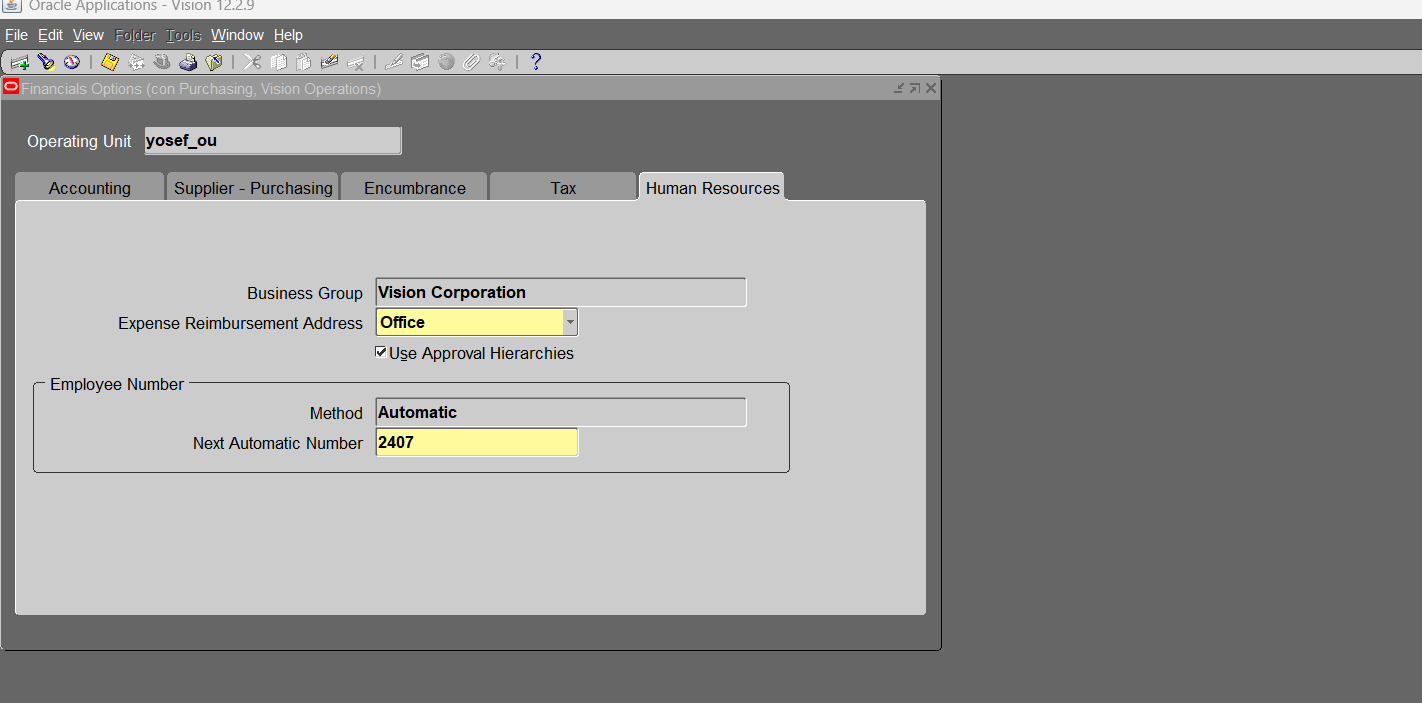 Oracle Applications - Vision 12.2.9
File Edit View Folder Tools Window Help
Financials Options (con Purchasing, Vision Operations)
Operating Unit yosef_ou
Accounting Supplier - Purchasing Encumbrance Tax Human Resources
Business Group Vision Corporation
Expense Reimbursement Address Office
Use Approval Hierarchies
Employee Number
Method Automatic
Next Automatic Number 2407